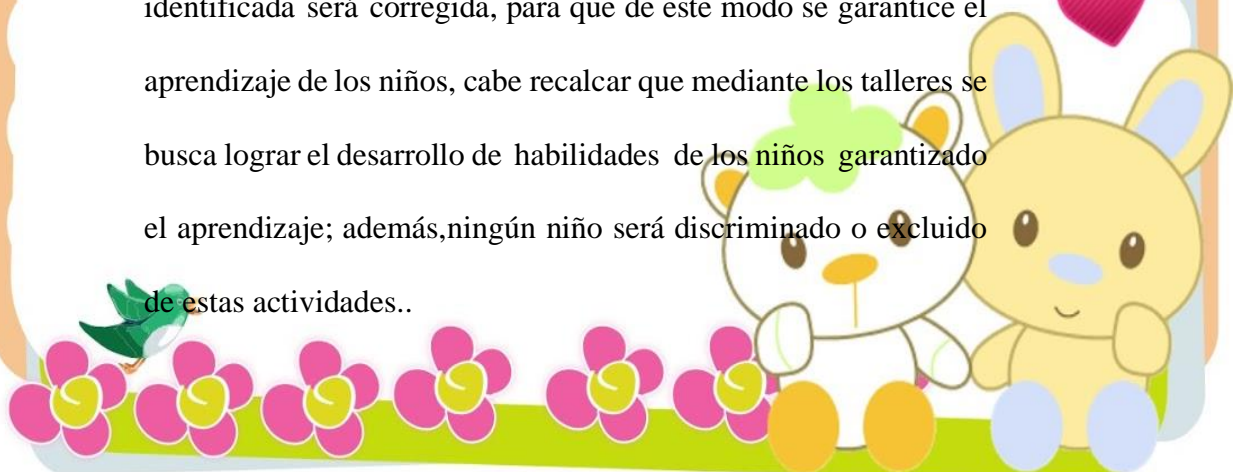 identificada será corregida, para que de este modo se garantice el
aprendizaje de los niños, cabe recalcar que mediante los talleres se
busca lograr el desarrollo de habilidades de los niños garantizado
el aprendizaje; además,ningún niño será discriminado o excluido
de estas actividades..